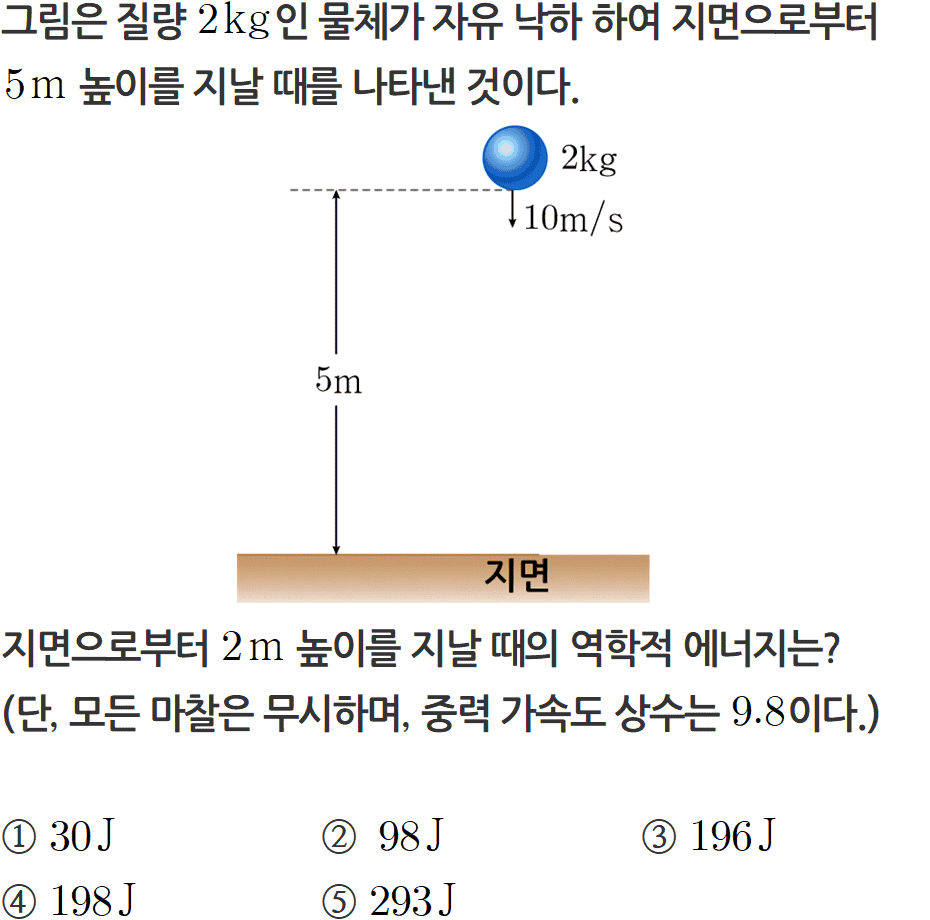 그림은 질량 2kg인 물체가 자유 낙하 하여 지면으로부터
5m 높이를 지날 때를 나타낸 것이다.
2kg
10m/s
5m
지면
지면으로부터 2m 높이를 지날 때의 역학적 에너지는?
(단, 모든 마찰은 무시하며, 중력 가속도 상수는 9.8이다.)
① 30J ② 98J ③ 196J
④ 198J ⑤ 293J